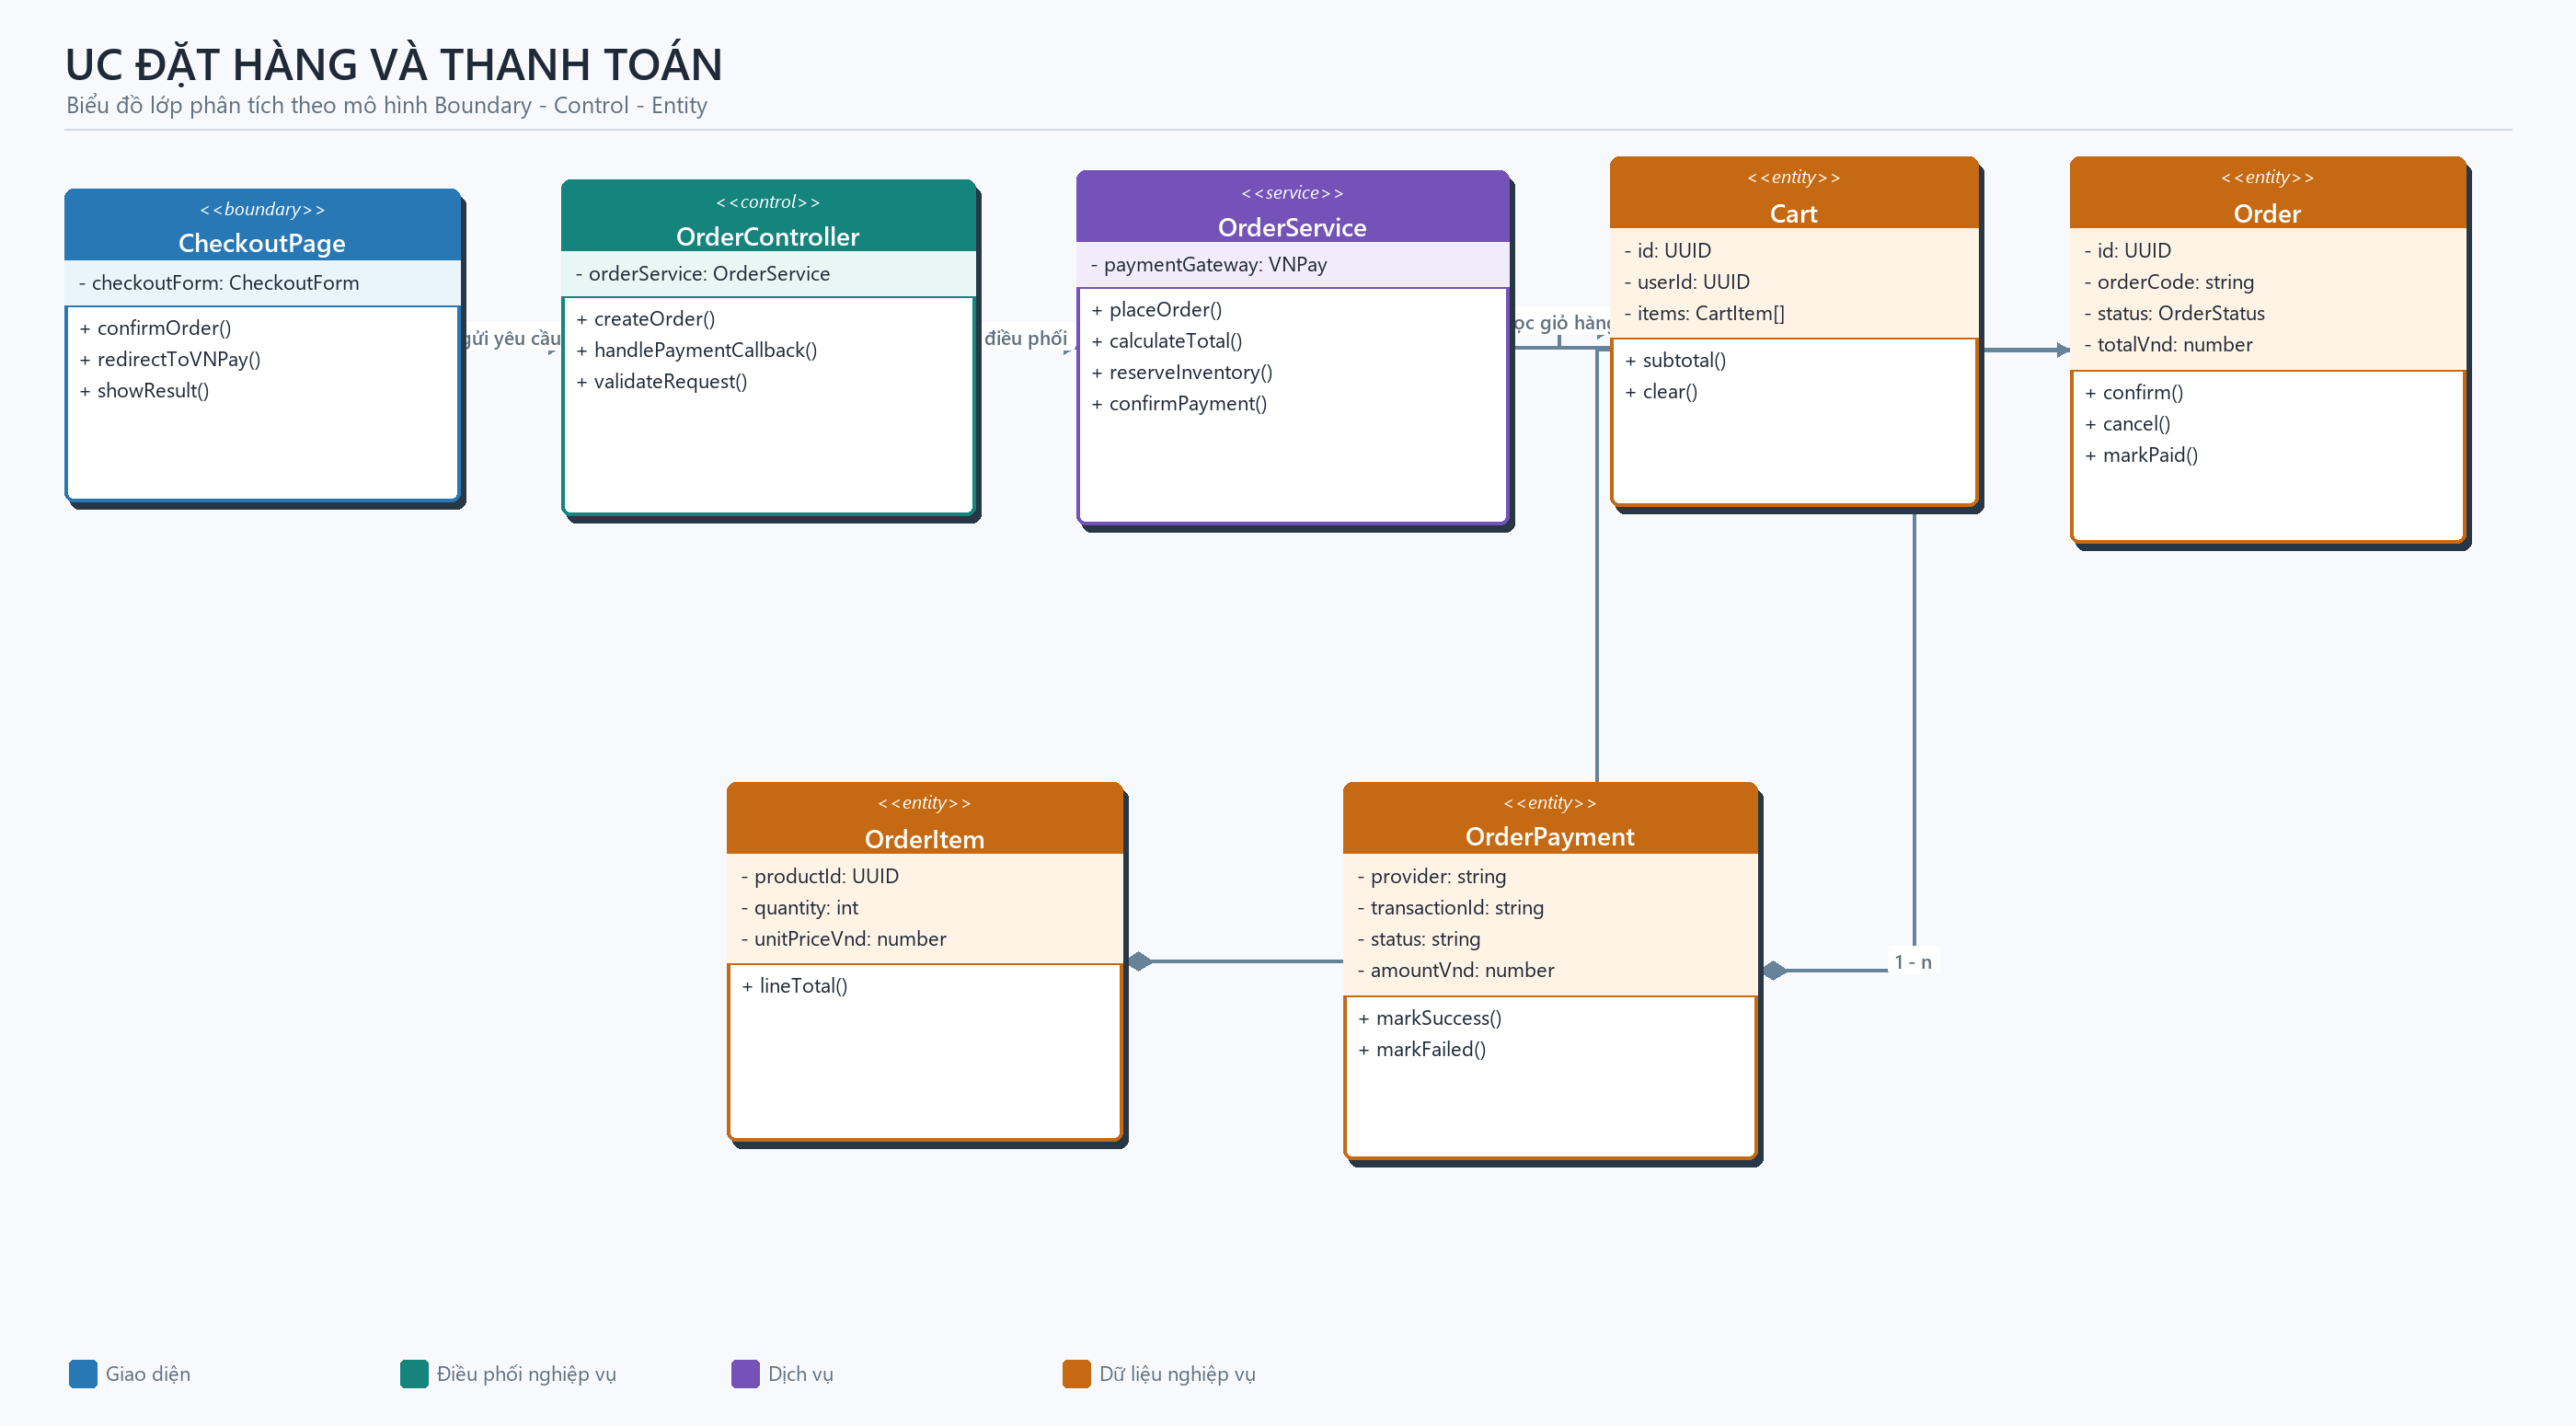 UC ĐẶT HÀNG VÀ THANH TOÁN
Biểu đồ lớp phân tích theo mô hình Boundary - Control - Entity
<<boundary>>
CheckoutPage
- checkoutForm: CheckoutForm
+ confirmOrder()
+ redirectToVNPay()
+ showResult()
gửi yêu cầu
<<control>>
OrderController
- orderService: OrderService
+ createOrder()
+ handlePaymentCallback()
+ validateRequest()
điều phối
<<service>>
OrderService
- paymentGateway: VNPay
+ placeOrder()
+ calculateTotal()
+ reserveInventory()
+ confirmPayment()
giỏ hàng
<<entity>>
Cart
- id: UUID
- userId: UUID
- items: CartItem[]
+ subtotal()
+ clear()
<<entity>>
Order
- id: UUID
- orderCode: string
- status: OrderStatus
- totalVnd: number
+ confirm()
+ cancel()
+ markPaid()
<<entity>>
OrderItem
- productId: UUID
- quantity: int
- unitPriceVnd: number
+ lineTotal()
<<entity>>
OrderPayment
- provider: string
- transactionId: string
- status: string
- amountVnd: number
+ markSuccess()
+ markFailed()
1 - n
Giao diện
Điều phối nghiệp vụ
Dịch vụ
Dữ liệu nghiệp vụ